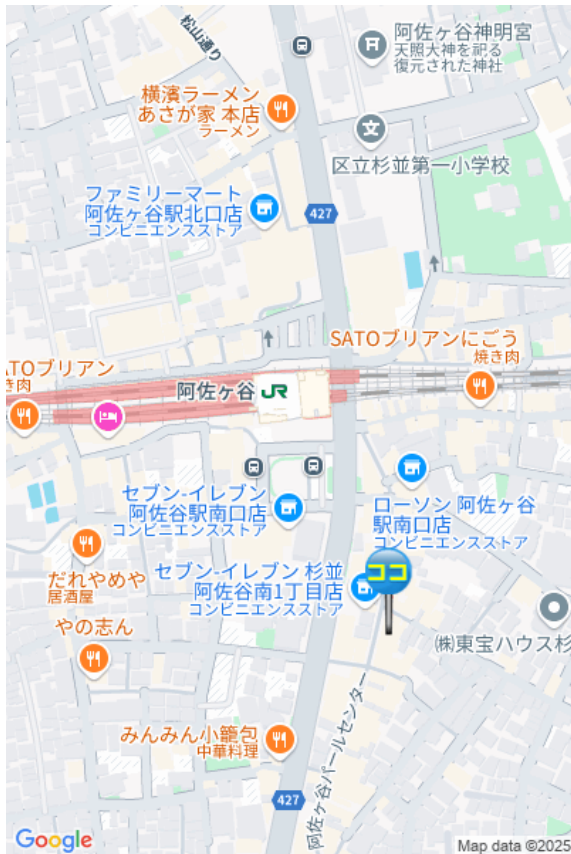 松山通り
阿佐ヶ谷神明宮
天照大神を祀る
復元された神社
横濱ラーメン
あさが家 本店
ラーメン
文
区立杉並第一小学校
ファミリーマート
阿佐ヶ谷駅北口店
コンビニエンスストア
427
SATOブリアンにごう
焼き肉
ATOブリアン
き肉
阿佐ヶ谷
JR
セブン-イレブン
阿佐谷駅南口店
コンビニエンスストア
ローソン 阿佐ヶ谷
駅南口店
コンビニエンスストア
だれやめや
居酒屋
セブン-イレブン 杉並
阿佐谷南1丁目店
コンビニエンスストア
ココ
やの志ん
㈱東宝ハウス杉
みんみん小籠包
中華料理
阿佐ヶ谷パールセンター
427
Google
Map data ©2025